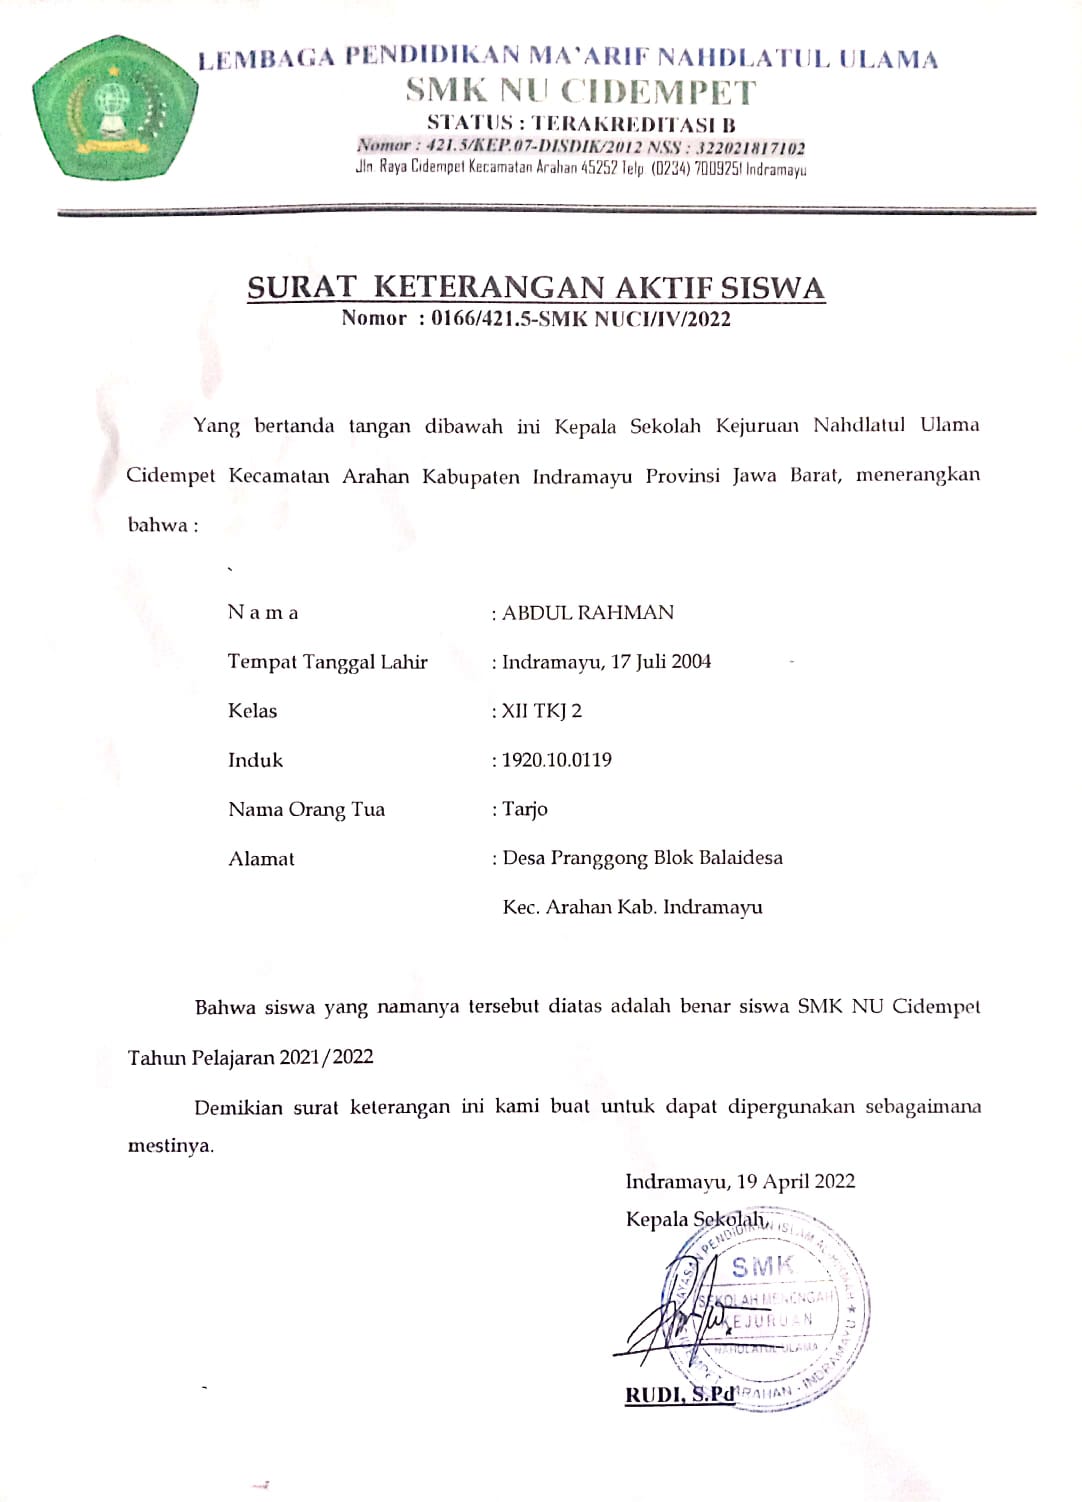 LEMBAGA PENDIDIKAN MA'ARIF NAHDLATUL ULAMA
SMK NU CIDEMPET
STATUS : TERAKREDITASI B
Nomor : 421.5/KEP.07-DISDIK/2012 NSS : 322021817102
Jln. Raya Cidempet Kecamatan Arahan 45252 Telp. (0234) 7009251 Indramayu
SURAT KETERANGAN AKTIF SISWA
Nomor : 0166/421.5-SMK NUCI/IV/2022
Yang bertanda tangan dibawah ini Kepala Sekolah Kejuruan Nahdlatul Ulama
Cidempet Kecamatan Arahan Kabupaten Indramayu Provinsi Jawa Barat, menerangkan
bahwa :
N a m a : ABDUL RAHMAN
Tempat Tanggal Lahir : Indramayu, 17 Juli 2004
Kelas : XII TKJ 2
Induk : 1920.10.0119
Nama Orang Tua : Tarjo
Alamat : Desa Pranggong Blok Balaidesa
Kec. Arahan Kab. Indramayu
Bahwa siswa yang namanya tersebut diatas adalah benar siswa SMK NU Cidempet
Tahun Pelajaran 2021/2022
Demikian surat keterangan ini kami buat untuk dapat dipergunakan sebagaimana
mestinya.
Indramayu, 19 April 2022
Kepala Sekolah,
YAYASAN PENDIDIKAN ISLAM
SMK
SEKOLAH MENENGAH
KEJURUAN
NAHDLATUL ULAMA
ARAHAN - INDRAMAYU
RUDI, S.Pd